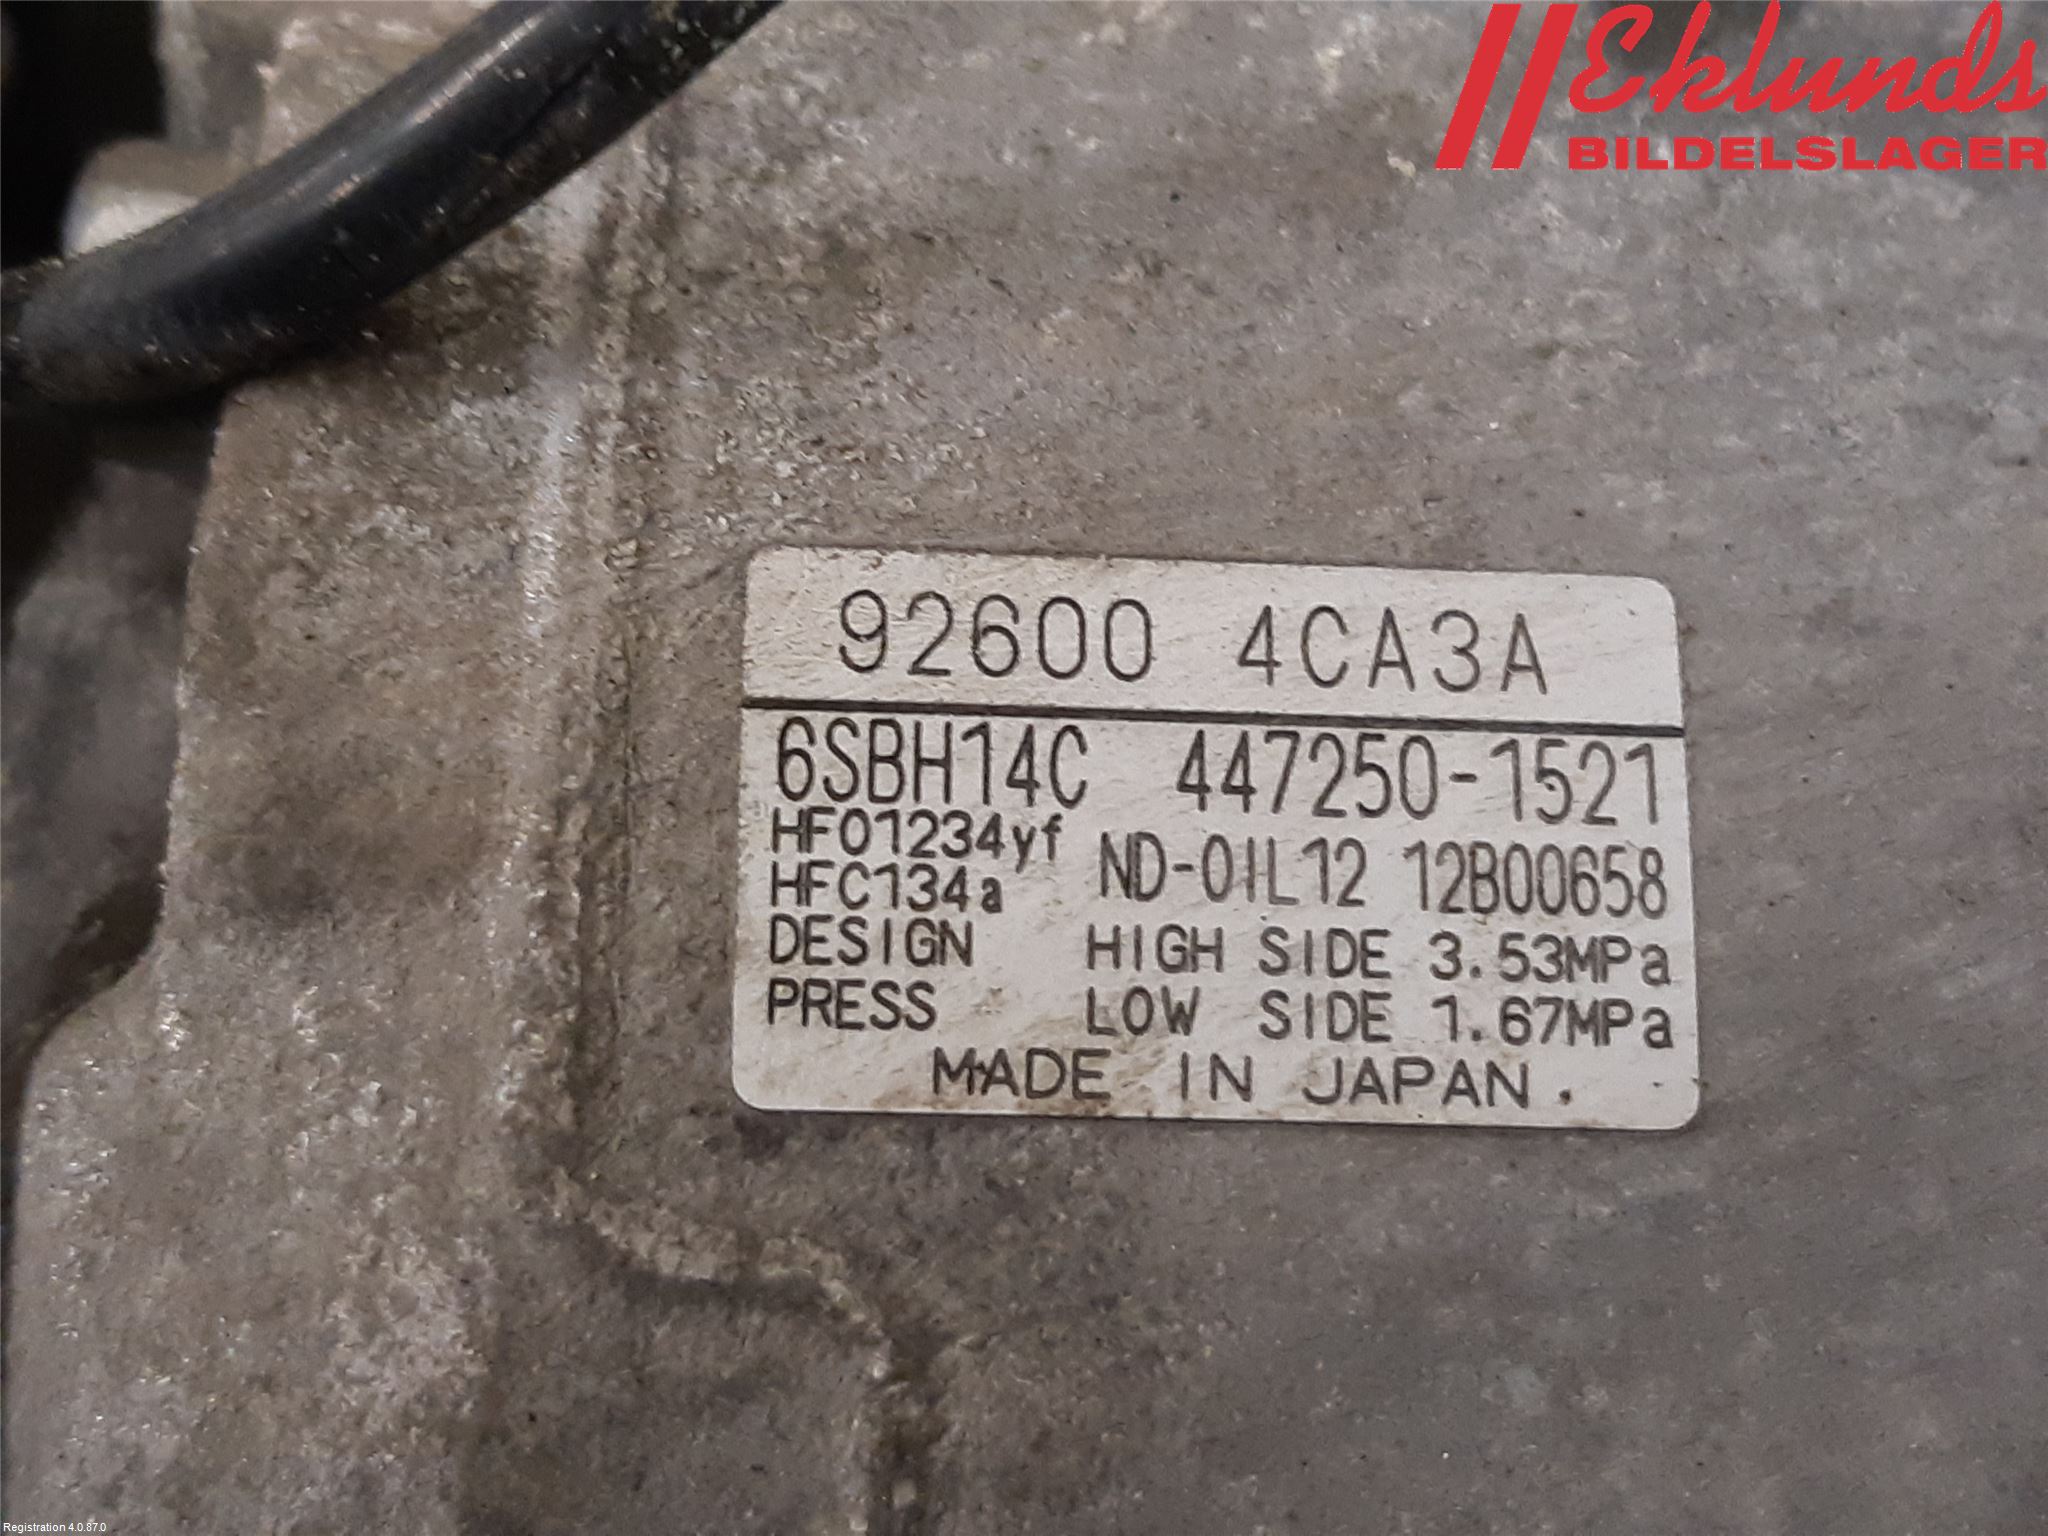 Eklunds
BILDELSLAGER
92600 4CA3A
6SBH14C 447250-1521
HFO1234yf
HFC134a ND-OIL12 12B00658
DESIGN HIGH SIDE 3.53MPa
PRESS LOW SIDE 1.67MPa
MADE IN JAPAN.
Registration 4.0.87.0